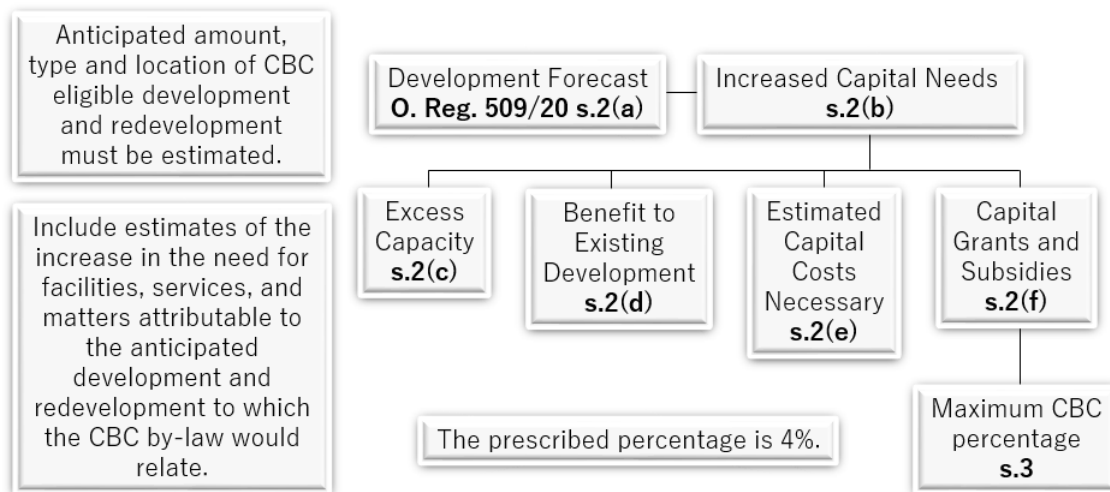 Anticipated amount,
type and location of CBC
eligible development
and redevelopment
must be estimated.
Include estimates of the
increase in the need for
facilities, services, and
matters attributable to
the anticipated
development and
redevelopment to which
the CBC by-law would
relate.
Development Forecast
O. Reg. 509/20 s.2(a)
Increased Capital Needs
s.2(b)
Excess
Capacity
s.2(c)
Benefit to
Existing
Development
s.2(d)
Estimated
Capital
Costs
Necessary
s.2(e)
Capital
Grants and
Subsidies
s.2(f)
Maximum CBC
percentage
s.3
The prescribed percentage is 4%.